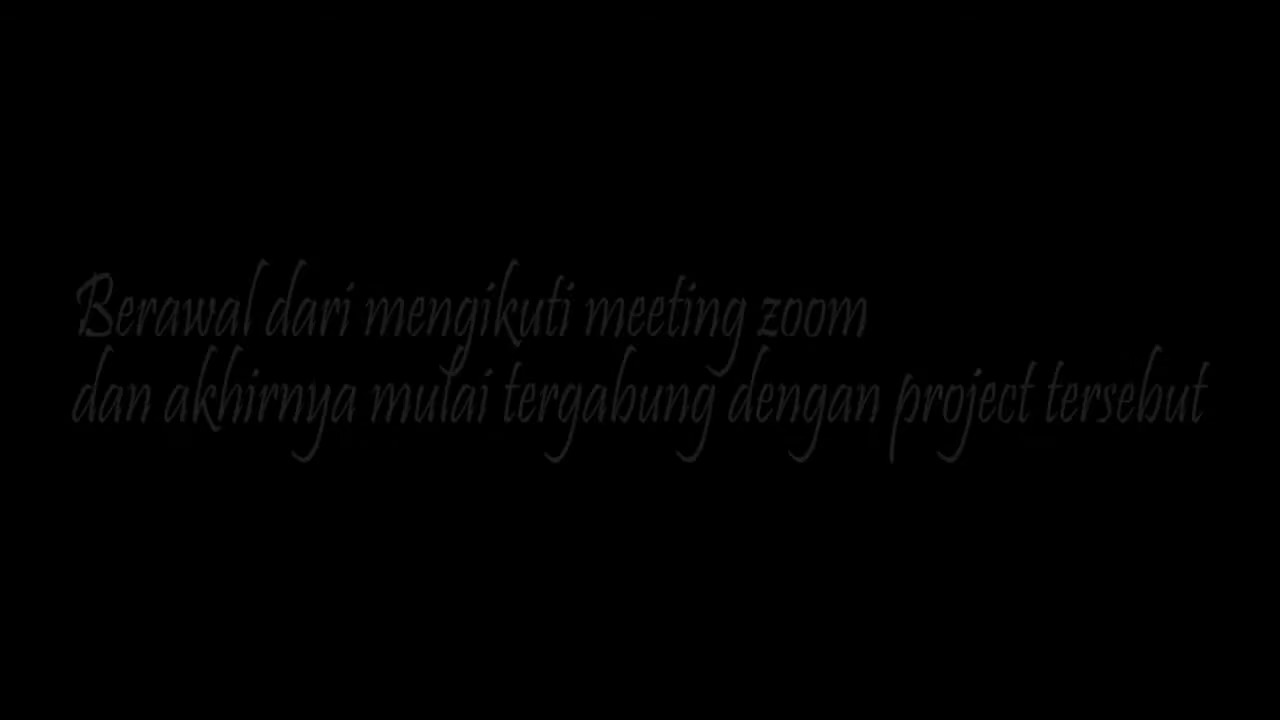 Berawal dari mengikuti meeting zoom
dan akhirnya mulai tergabung dengan project tersebut